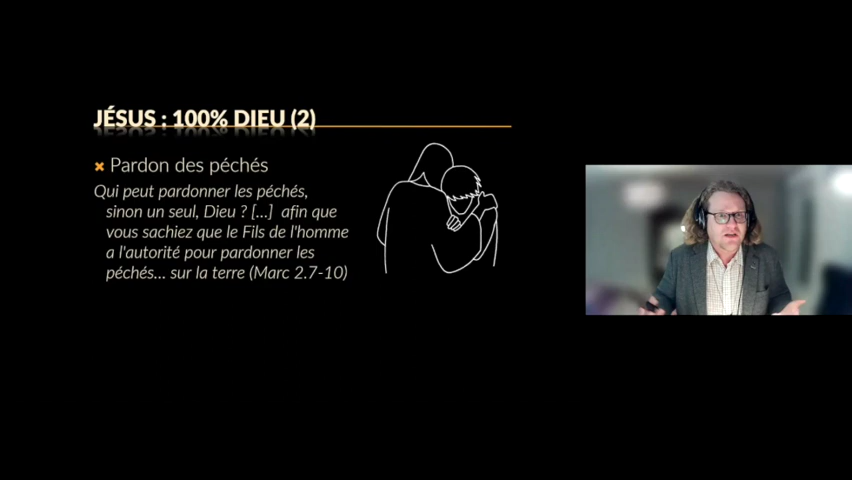 JÉSUS : 100% DIEU (2)
Pardon des péchés
Qui peut pardonner les péchés,
sinon un seul, Dieu ? [...] afin que
vous sachiez que le Fils de l'homme
a l'autorité pour pardonner les
péchés... sur la terre (Marc 2.7-10)